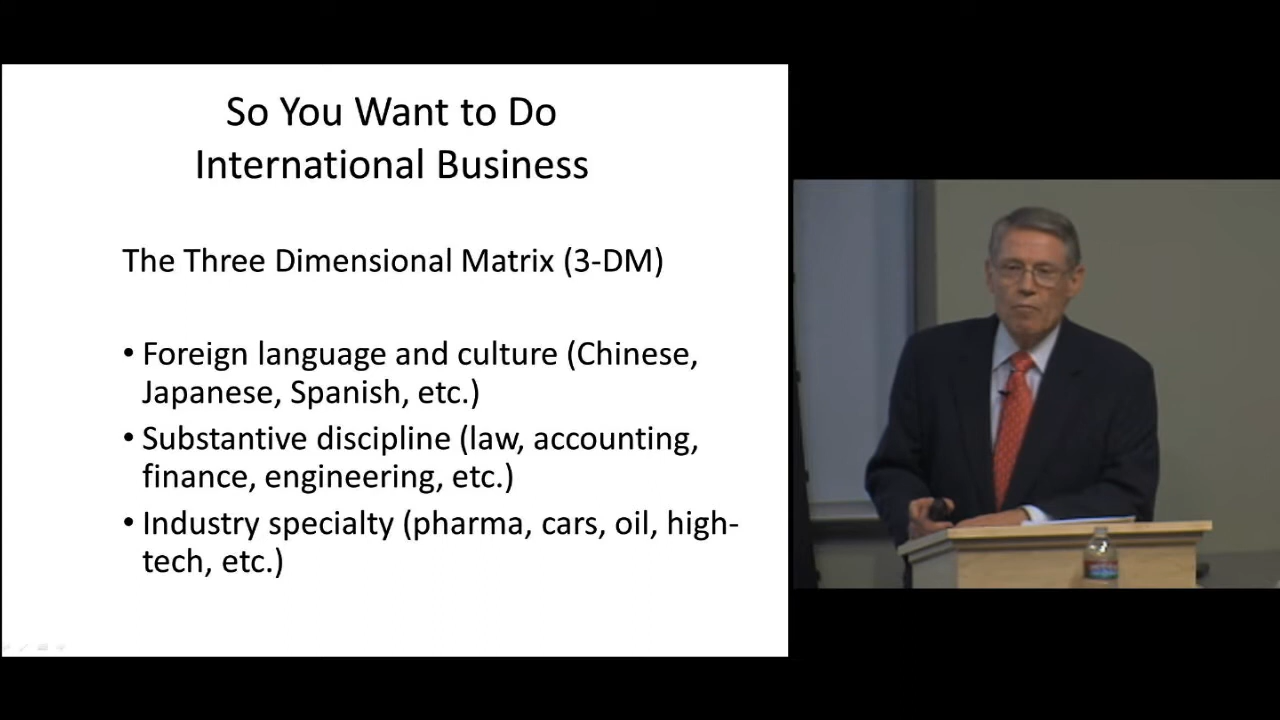 So You Want to Do
International Business
The Three Dimensional Matrix (3-DM)
• Foreign language and culture (Chinese,
Japanese, Spanish, etc.)
• Substantive discipline (law, accounting,
finance, engineering, etc.)
• Industry specialty (pharma, cars, oil, high-
tech, etc.)